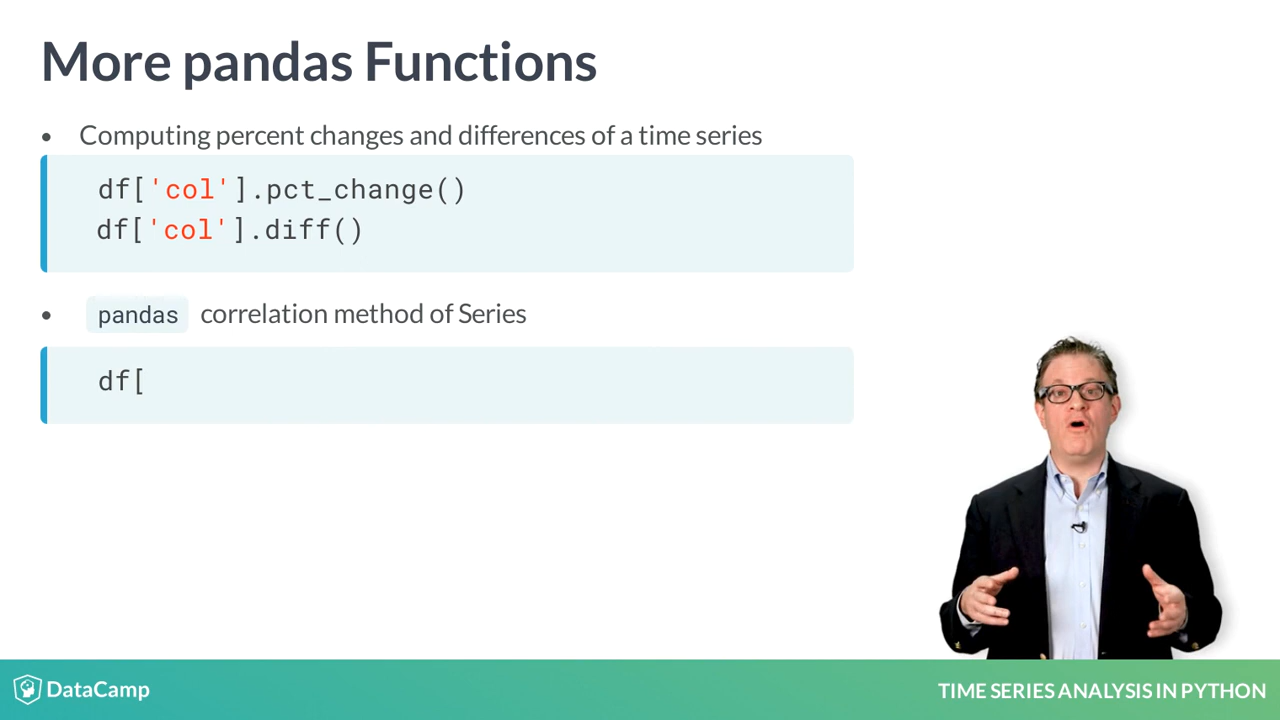 More pandas Functions
• Computing percent changes and differences of a time series
df['col'].pct_change()
df['col'].diff()
• pandas correlation method of Series
df[
DataCamp
TIME SERIES ANALYSIS IN PYTHON